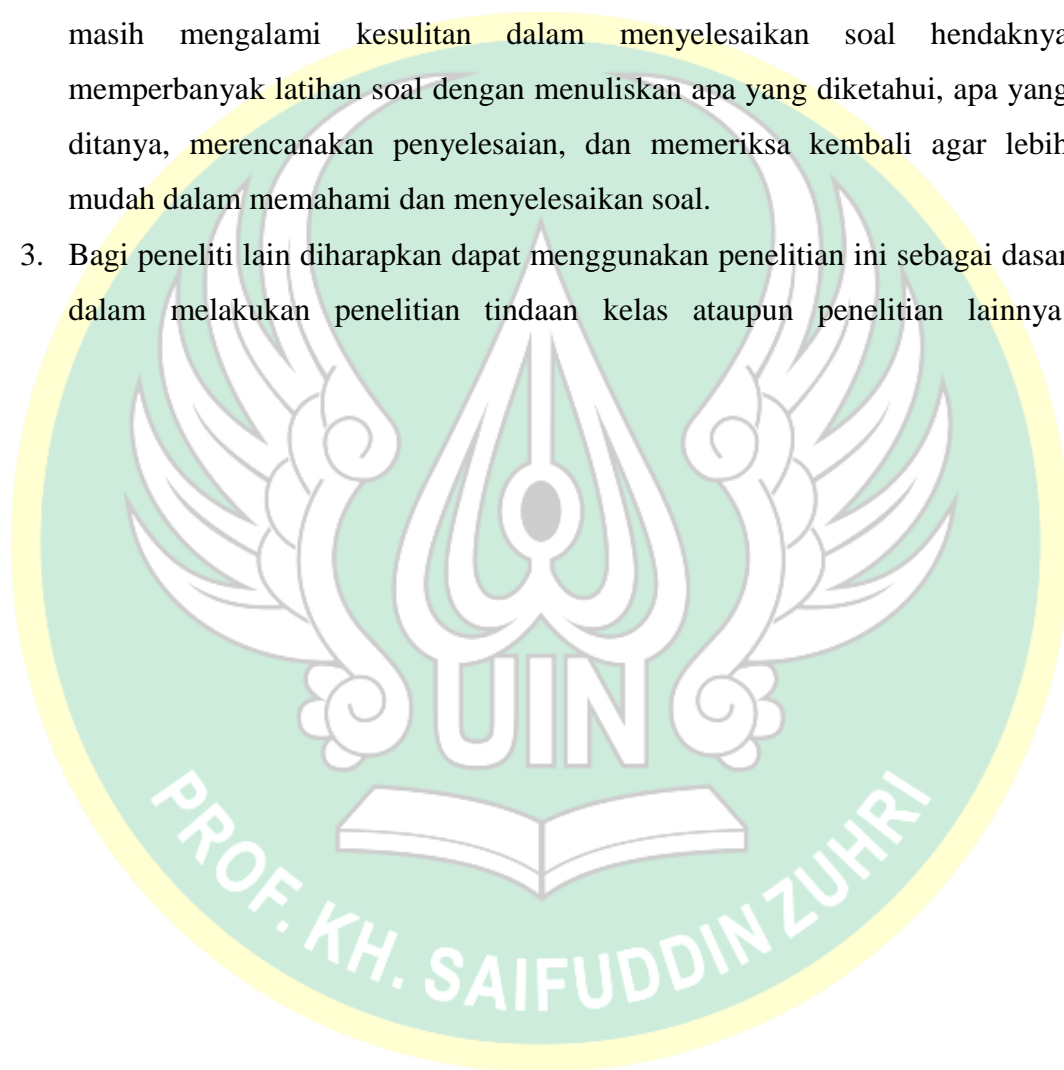 masih mengalami kesulitan dalam menyelesaikan soal hendaknya
memperbanyak latihan soal dengan menuliskan apa yang diketahui, apa yang
ditanya, merencanakan penyelesaian, dan memeriksa kembali agar lebih
mudah dalam memahami dan menyelesaikan soal.
3. Bagi peneliti lain diharapkan dapat menggunakan penelitian ini sebagai dasar
dalam melakukan penelitian tindaan kelas ataupun penelitian lainnya
UIN
PROF. KH. SAIFUDDIN ZUHRI